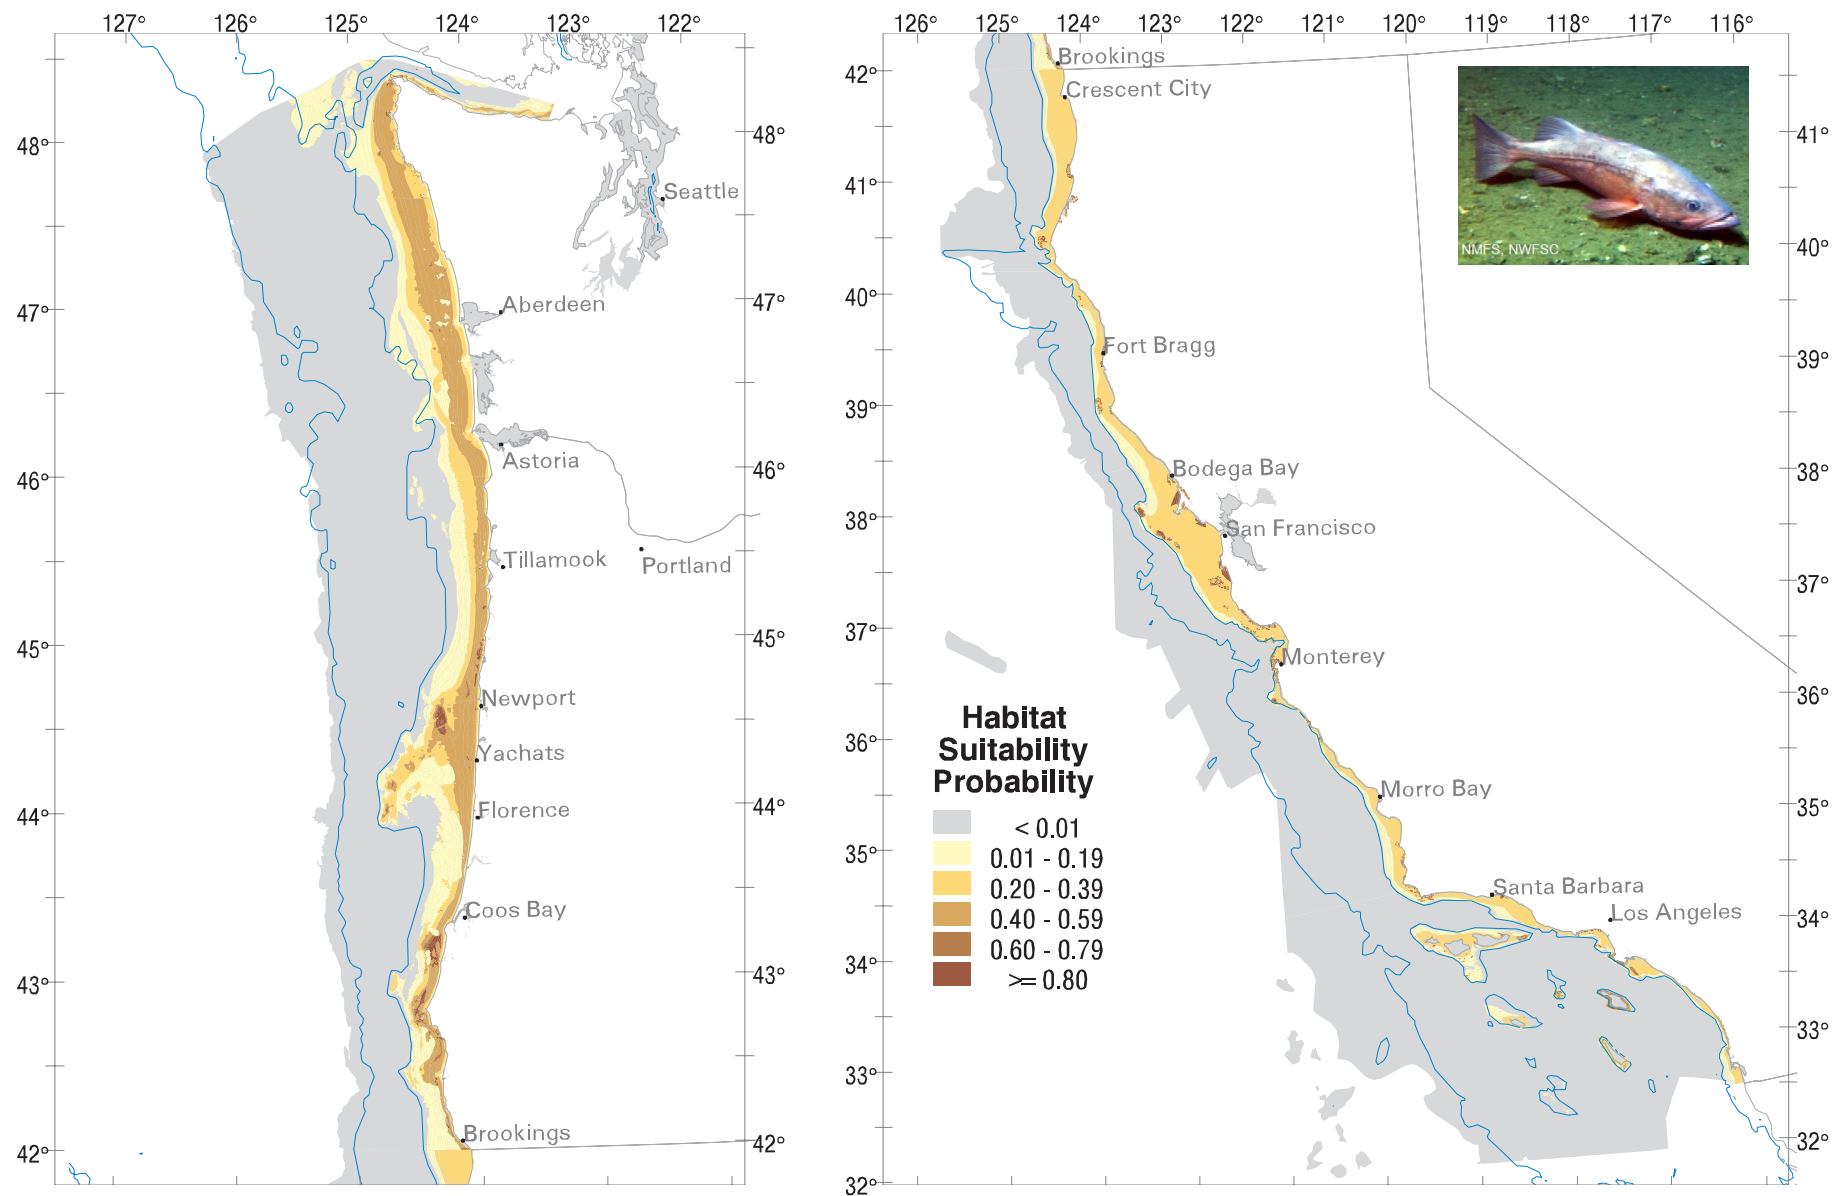 127° 126° 125° 124° 123° 122°
48° 48°
47° 47°
46° 46°
45° 45°
44° 44°
43° 43°
42° 42°
Seattle
Aberdeen
Astoria
Tillamook
Portland
Newport
Yachats
Florence
Coos Bay
Brookings
126° 125° 124° 123° 122° 121° 120° 119° 118° 117° 116°
42°
41° 41°
40° 40°
39° 39°
38° 38°
37° 37°
36° 36°
35° 35°
34° 34°
33° 33°
32° 32°
Brookings
Crescent City
Fort Bragg
Bodega Bay
San Francisco
Monterey
Morro Bay
Santa Barbara
Los Angeles
NMFS, NWFSC
Habitat
Suitability
Probability
< 0.01
0.01 - 0.19
0.20 - 0.39
0.40 - 0.59
0.60 - 0.79
>= 0.80